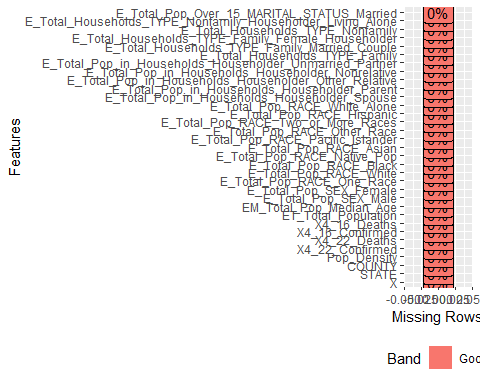 E_Total_Pop_Over_15_MARITAL_STATUS_Married
E_Total_Households_TYPE_Nonfamily_Householder_Living_Alone
E_Total_Households_TYPE_Nonfamily
E_Total_Households_TYPE_Family_Female_Householder
E_Total_Households_TYPE_Family_Married_Couple
E_Total_Households_TYPE_Family
E_Total_Pop_in_Households_Householder_Unmarried_Partner
E_Total_Pop_in_Households_Householder_Nonrelative
E_Total_Pop_in_Households_Householder_Other_Relative
E_Total_Pop_in_Households_Householder_Parent
E_Total_Pop_in_Households_Householder_Spouse
E_Total_Pop_RACE_White_Alone
E_Total_Pop_RACE_Hispanic
E_Total_Pop_RACE_Two_or_More_Races
E_Total_Pop_RACE_Other_Race
E_Total_Pop_RACE_Pacific_Islander
E_Total_Pop_RACE_Asian
E_Total_Pop_RACE_Native_Pop
E_Total_Pop_RACE_Black
E_Total_Pop_RACE_White
E_Total_Pop_RACE_One_Race
E_Total_Pop_SEX_Female
E_Total_Pop_SEX_Male
EM_Total_Pop_Median_Age
ET_Total_Population
X4_16_Deaths
X4_16_Confirmed
X4_22_Deaths
X4_22_Confirmed
Pop_Density
COUNTY
STATE
X
Features
0%
Missing Rows
Band
Goo